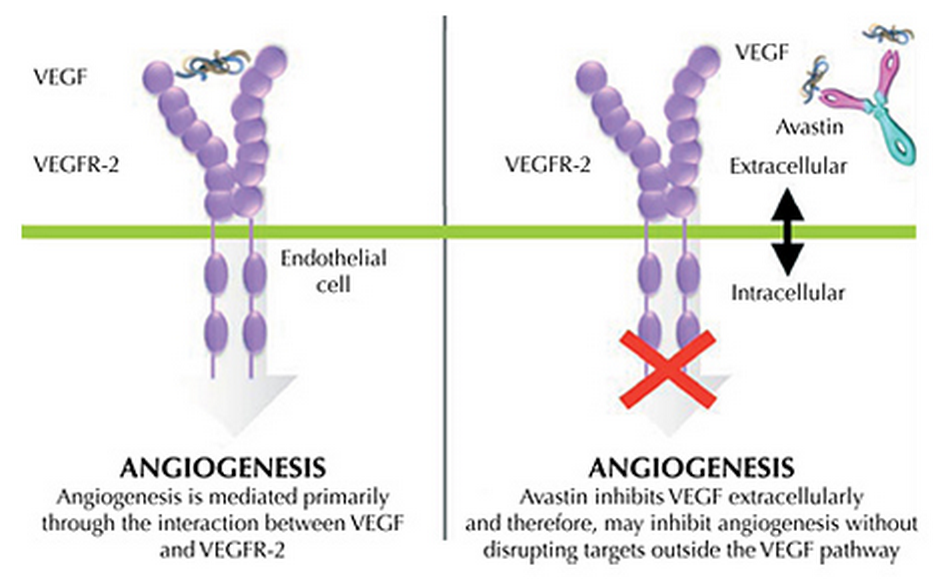 VEGF
VEGFR-2
Endothelial
cell
ANGIOGENESIS
Angiogenesis is mediated primarily
through the interaction between VEGF
and VEGFR-2
VEGF
Avastin
VEGFR-2
Extracellular
Intracellular
ANGIOGENESIS
Avastin inhibits VEGF extracellularly
and therefore, may inhibit angiogenesis without
disrupting targets outside the VEGF pathway